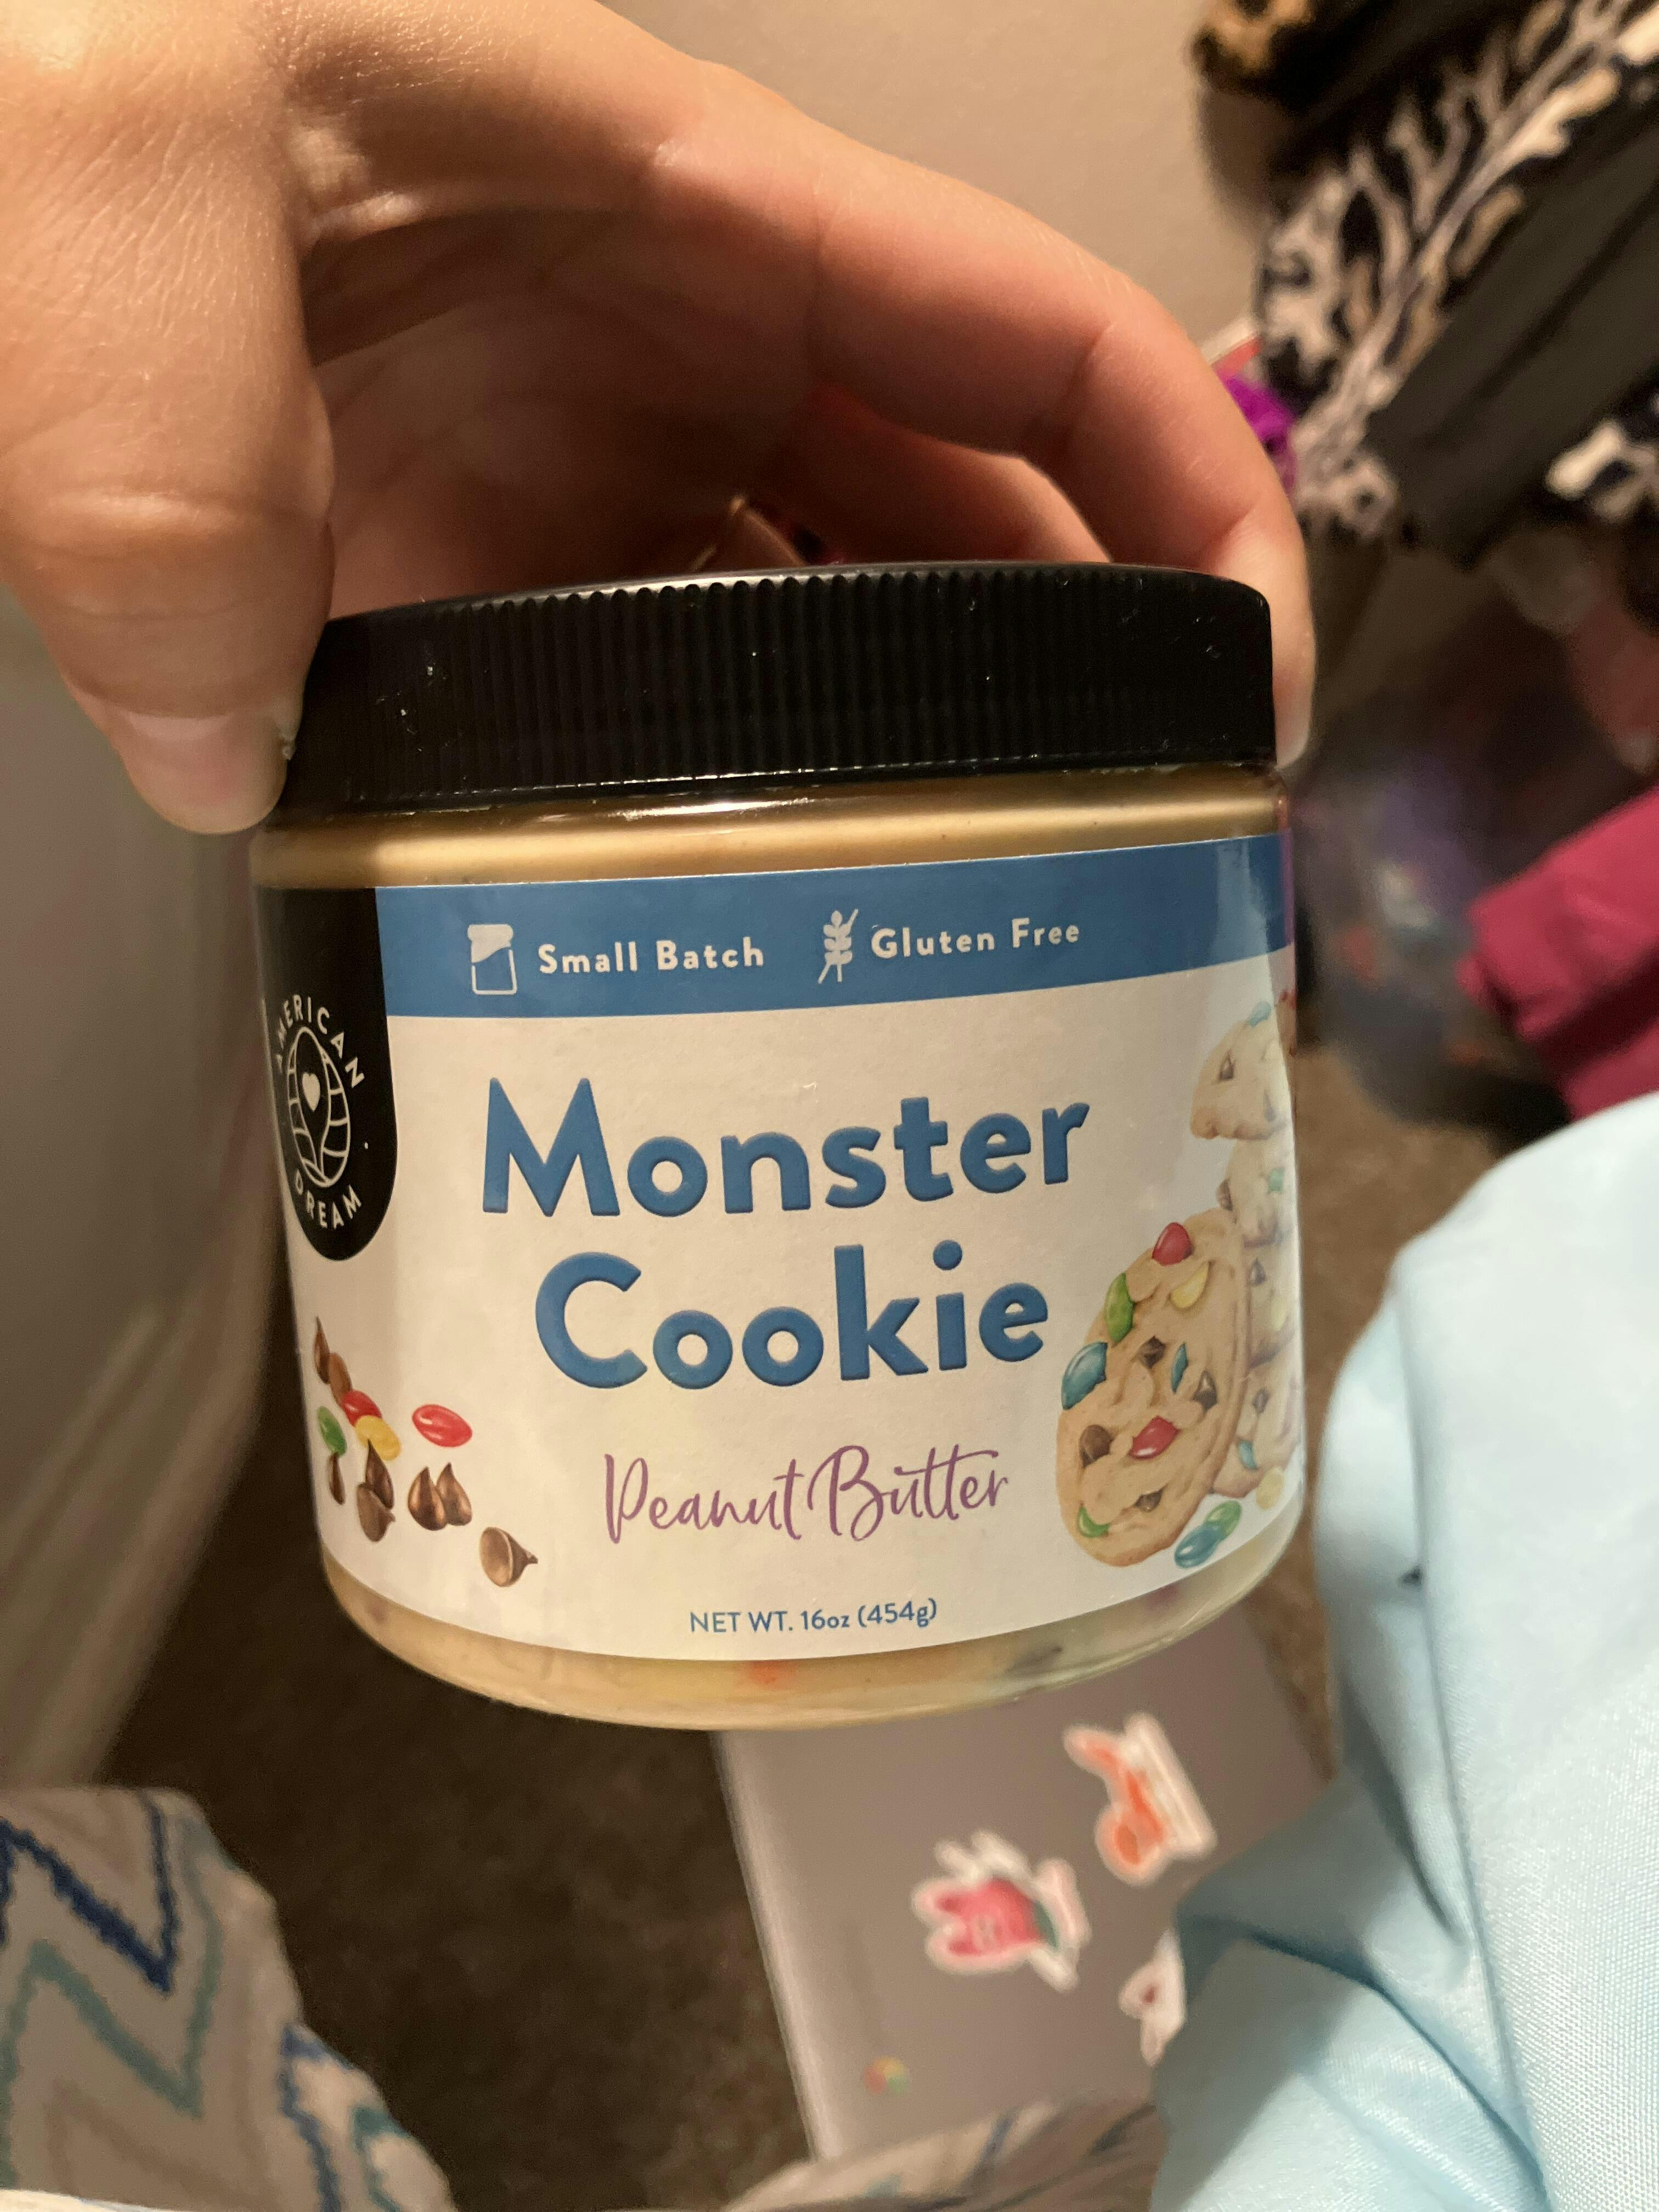 Small Batch
Gluten Free
AMERICAN
DREAM
Monster
Cookie
Peanut Butter
NET WT. 16oz (454g)